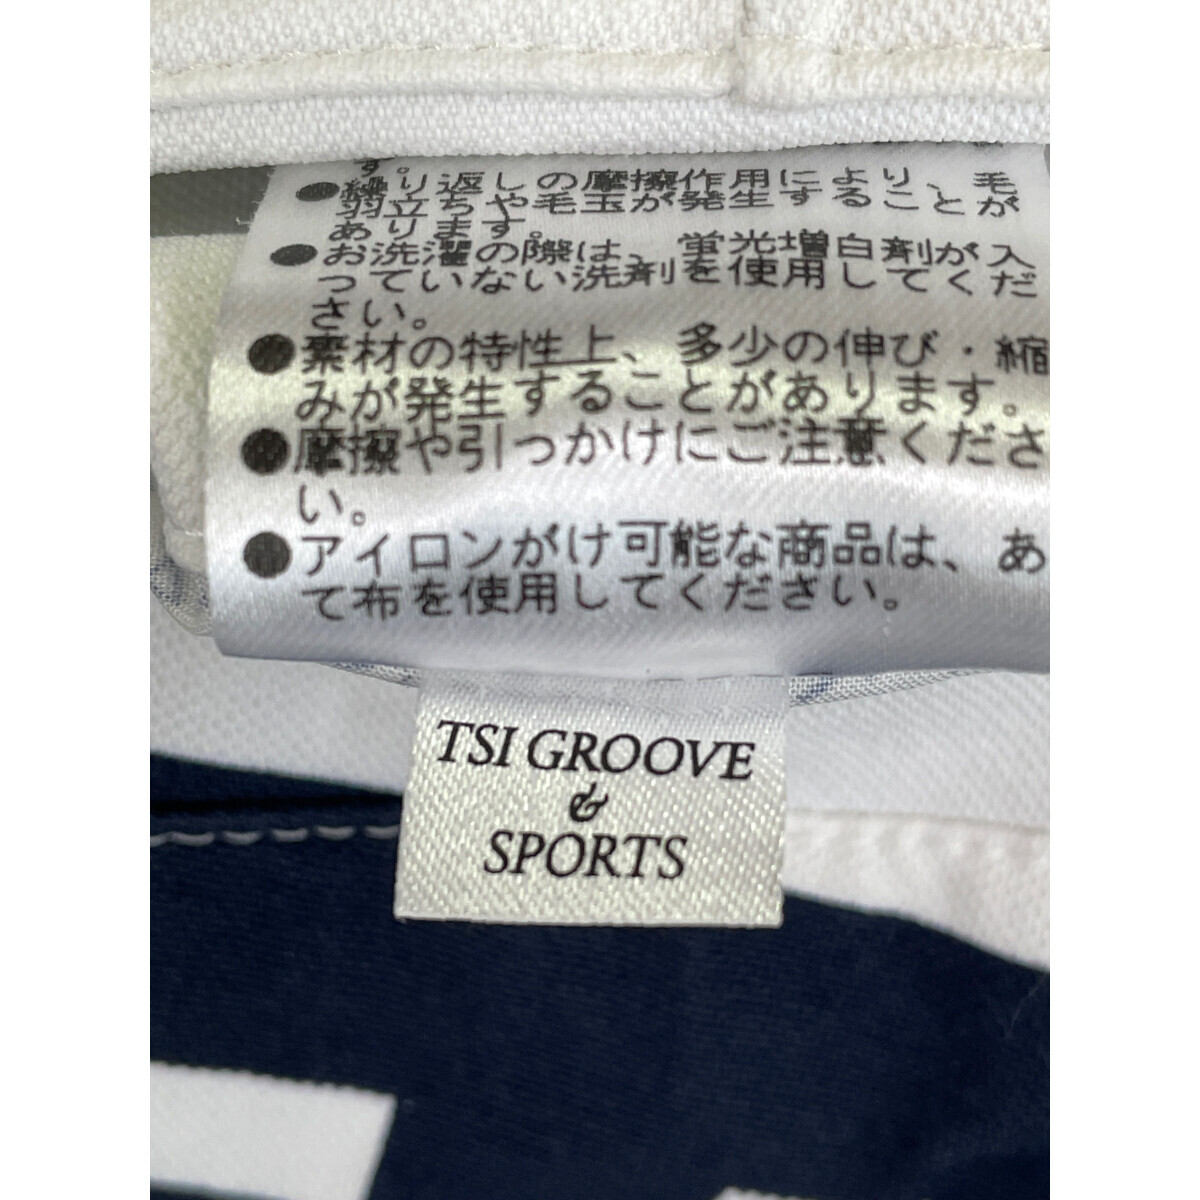 す。
●繰り返しの摩擦作用により、毛
羽立ちや毛玉が発生することが
あります。
●お洗濯の際は、蛍光増白剤が入
っていない洗剤を使用してくだ
さい。
●素材の特性上、多少の伸び・縮
みが発生することがあります。
●摩擦や引っかけにご注意くださ
い。
●アイロンがけ可能な商品は、あ
て布を使用してください。
TSI GROOVE
&
SPORTS